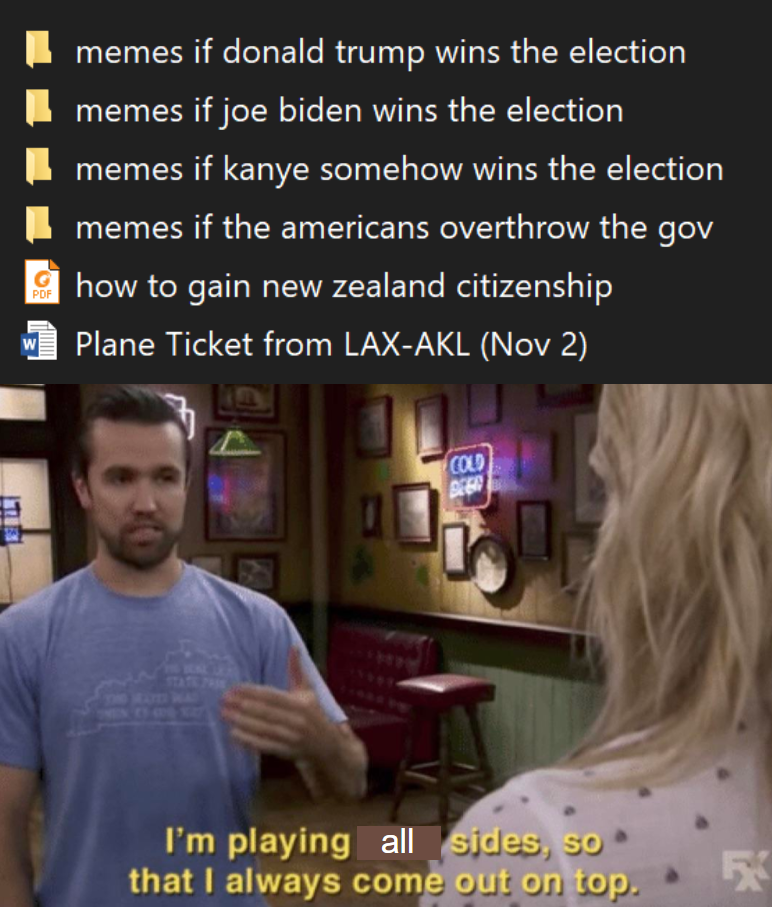 memes if donald trump wins the election
memes if joe biden wins the election
memes if kanye somehow wins the election
memes if the americans overthrow the gov
PDF
how to gain new zealand citizenship
W
Plane Ticket from LAX-AKL (Nov 2)
COLD
BEER
I'm playing all sides, so
that I always come out on top.
FX